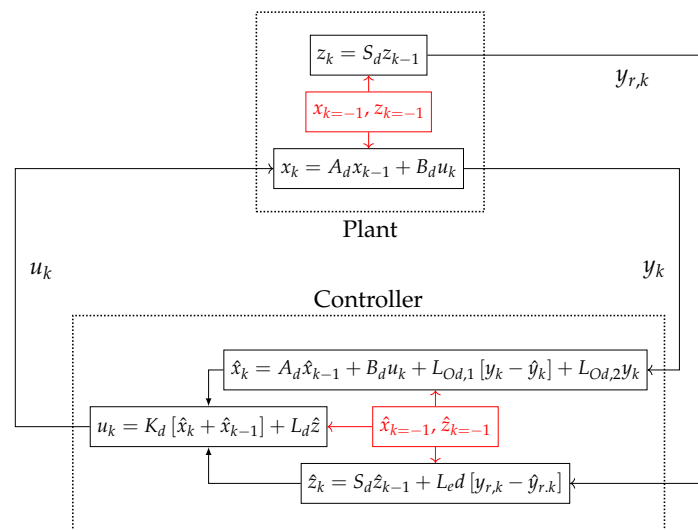 z_k = S_d z_{k−1}
y_{r,k}
x_{k=−1}, z_{k=−1}
x_k = A_d x_{k−1} + B_d u_k
Plant
u_k
y_k
Controller
x̂_k = A_d x̂_{k−1} + B_d u_k + L_{Od,1} [y_k − ŷ_k] + L_{Od,2} y_k
u_k = K_d [x̂_k + x̂_{k−1}] + L_d ẑ
x̂_{k=−1}, ẑ_{k=−1}
ẑ_k = S_d ẑ_{k−1} + L_e d [y_{r,k} − ŷ_{r.k}]